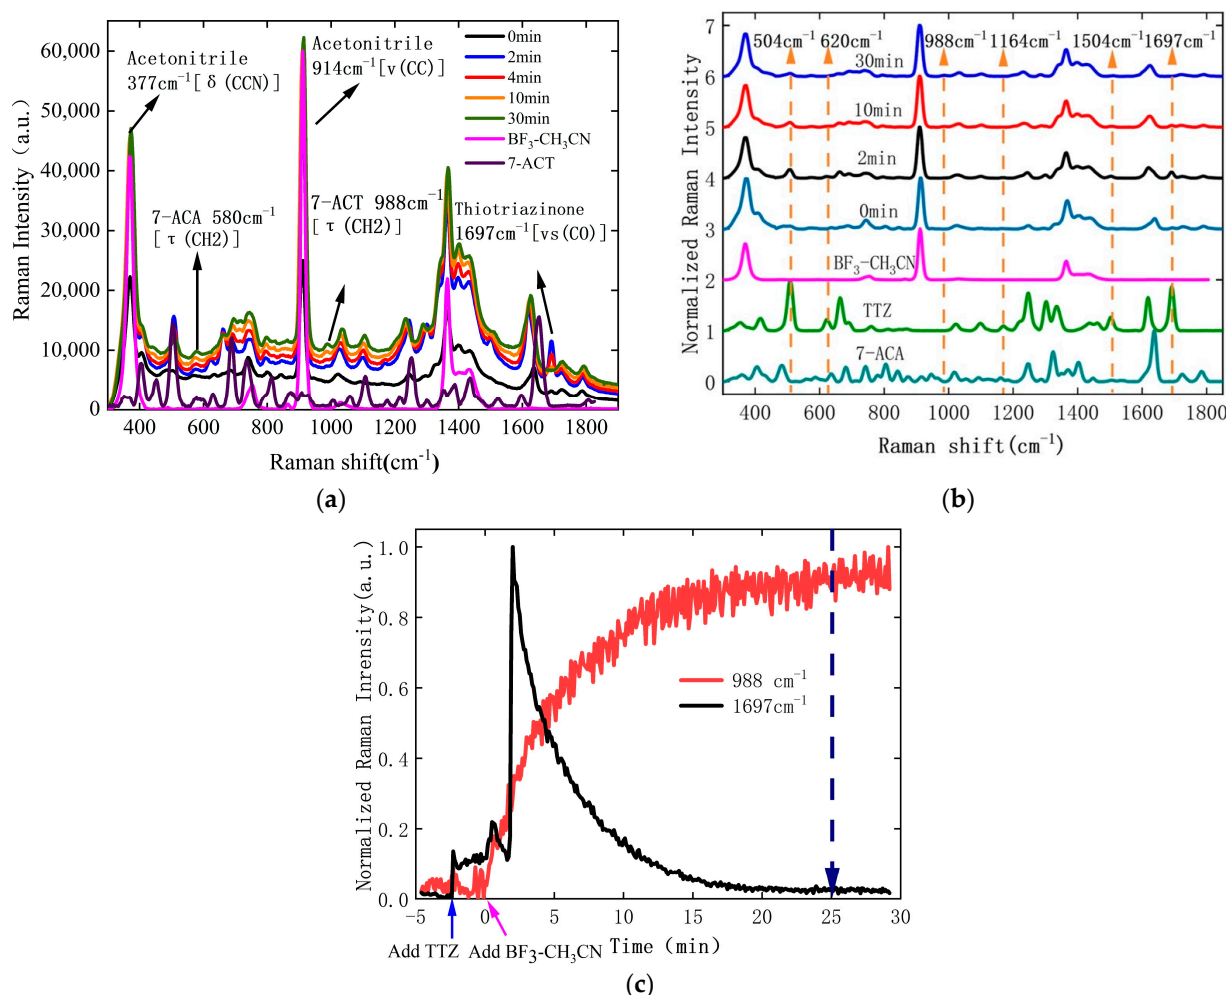 Raman Intensity (a.u.)
60,000
50,000
40,000
30,000
20,000
10,000
0
Acetonitrile
377cm⁻¹[δ(CCN)]
Acetonitrile
914cm⁻¹[v(CC)]
0min
2min
4min
10min
30min
BF₃-CH₃CN
7-ACT
7-ACA 580cm⁻¹
[τ(CH2)]
7-ACT 988cm⁻¹
[τ(CH2)]
Thiotriazinone
1697cm⁻¹[vs(CO)]
400 600 800 1000 1200 1400 1600 1800
Raman shift(cm⁻¹)
(a)
Normalized Raman Intensity
7
6
5
4
3
2
1
0
504cm⁻¹ 620cm⁻¹ 988cm⁻¹ 1164cm⁻¹ 1504cm⁻¹ 1697cm⁻¹
30min
10min
2min
0min
BF₃-CH₃CN
TTZ
7-ACA
400 600 800 1000 1200 1400 1600 1800
Raman shift(cm⁻¹)
(b)
Normalized Raman Inrensity(a.u.)
1.0
0.8
0.6
0.4
0.2
0.0
988 cm⁻¹
1697cm⁻¹
-5 0 5 10 15 20 25 30
Add TTZ Add BF₃-CH₃CN Time (min)
(c)